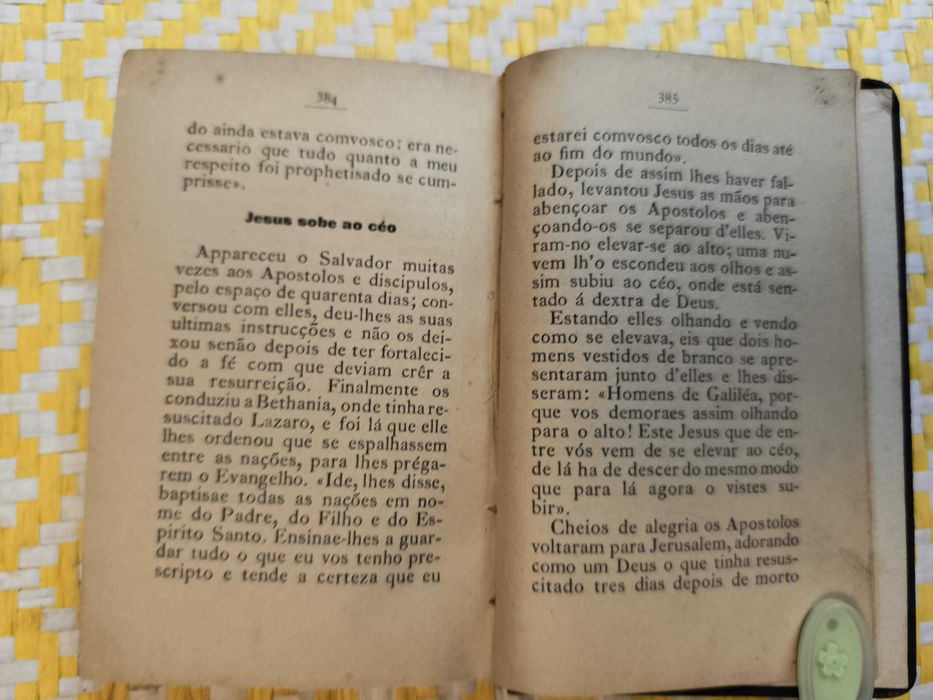 384
do ainda estava comvosco: era ne-
cessario que tudo quanto a meu
respeito foi prophetisado se cum-
prisse».
Jesus sobe ao céo
Appareceu o Salvador muitas
vezes aos Apostolos e discipulos,
pelo espaço de quarenta dias; con-
versou com elles, deu-lhes as suas
ultimas instrucções e não os dei-
xou senão depois de ter fortaleci-
do a fé com que deviam crêr a
sua resurreição. Finalmente os
conduziu a Bethania, onde tinha re-
suscitado Lazaro, e foi lá que elle
lhes ordenou que se espalhassem
entre as nações, para lhes préga-
rem o Evangelho. «Ide, lhes disse,
baptisae todas as nações em no-
me do Padre, do Filho e do Es-
pirito Santo. Ensinae-lhes a guar-
dar tudo o que eu vos tenho pre-
scripto e tende a certeza que eu
385
estarei comvosco todos os dias até
ao fim do mundo».
Depois de assim lhes haver fal-
lado, levantou Jesus as mãos para
abençoar os Apostolos e aben-
çoando-os se separou d'elles. Vi-
ram-no elevar-se ao alto; uma nu-
vem lh'o escondeu aos olhos e as-
sim subiu ao céo, onde está sen-
tado á dextra de Deus.
Estando elles olhando e vendo
como se elevava, eis que dois ho-
mens vestidos de branco se apre-
sentaram junto d'elles e lhes dis-
seram: «Homens de Galiléa, por-
que vos demoraes assim olhando
para o alto! Este Jesus que de en-
tre vós vem de se elevar ao céo,
de lá ha de descer do mesmo modo
que para lá agora o vistes su-
bir».
Cheios de alegria os Apostolos
voltaram para Jerusalem, adorando
como um Deus o que tinha resus-
citado tres dias depois de morto